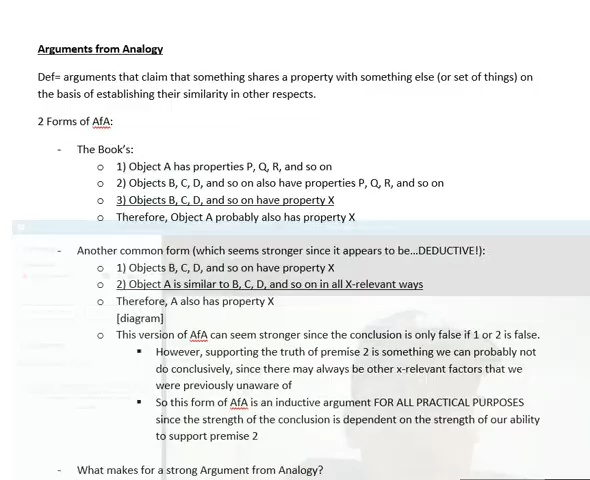 Arguments from Analogy
Def= arguments that claim that something shares a property with something else (or set of things) on
the basis of establishing their similarity in other respects.
2 Forms of AfA:
- The Book's:
o 1) Object A has properties P, Q, R, and so on
o 2) Objects B, C, D, and so on also have properties P, Q, R, and so on
o 3) Objects B, C, D, and so on have property X
o Therefore, Object A probably also has property X
- Another common form (which seems stronger since it appears to be...DEDUCTIVE!):
o 1) Objects B, C, D, and so on have property X
o 2) Object A is similar to B, C, D, and so on in all X-relevant ways
o Therefore, A also has property X
[diagram]
o This version of AfA can seem stronger since the conclusion is only false if 1 or 2 is false.
▪ However, supporting the truth of premise 2 is something we can probably not
do conclusively, since there may always be other x-relevant factors that we
were previously unaware of
▪ So this form of AfA is an inductive argument FOR ALL PRACTICAL PURPOSES
since the strength of the conclusion is dependent on the strength of our ability
to support premise 2
- What makes for a strong Argument from Analogy?